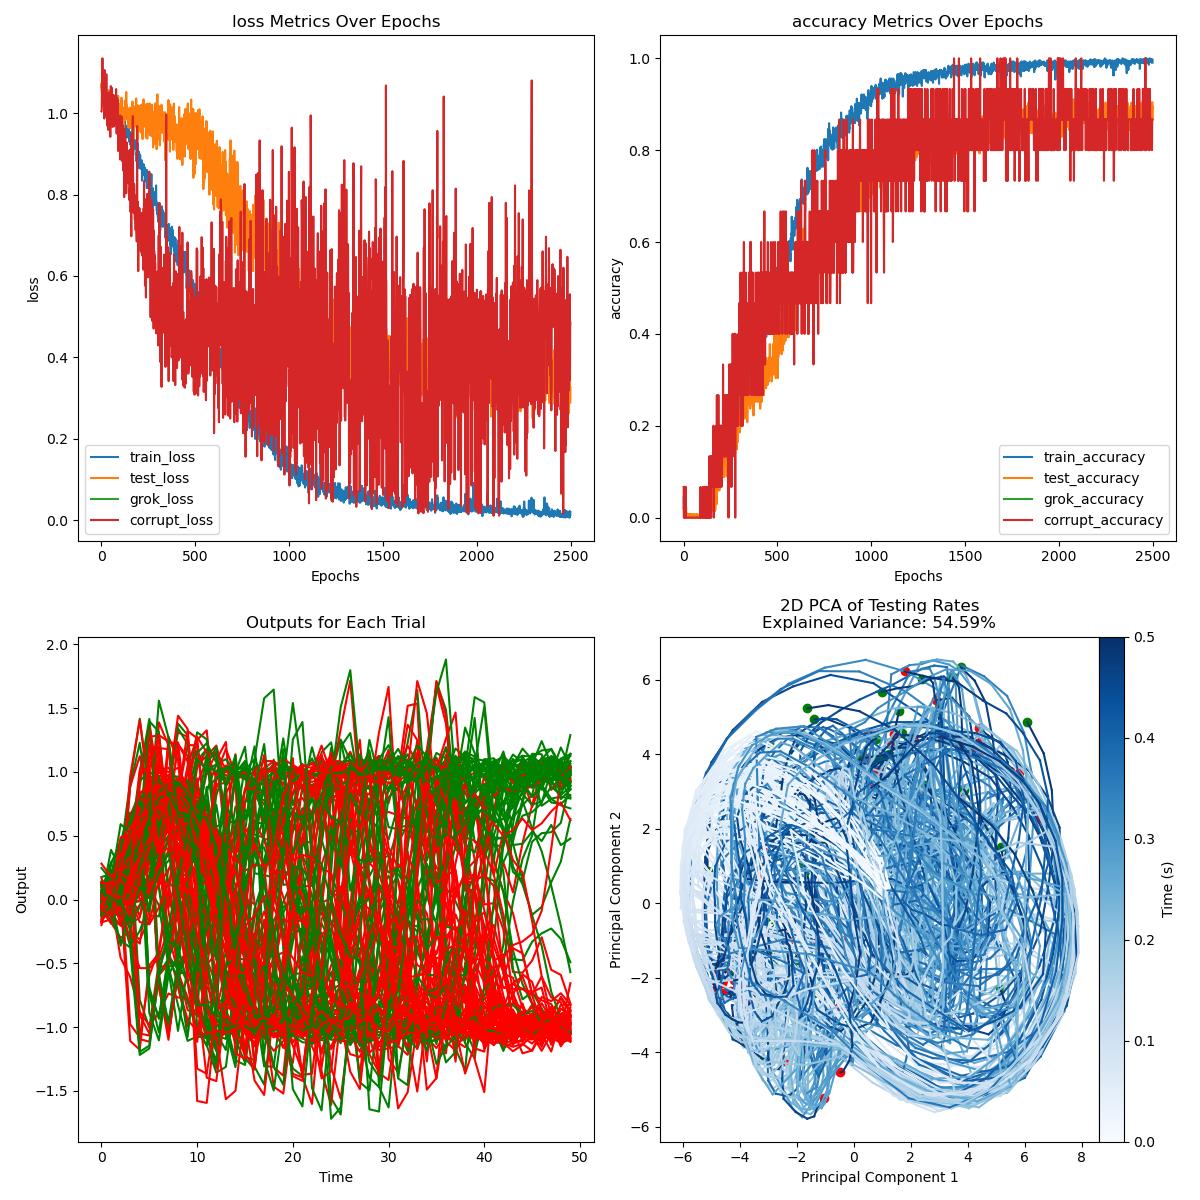 loss Metrics Over Epochs
1.0
0.8
0.6
0.4
0.2
0.0
loss
train_loss
test_loss
grok_loss
corrupt_loss
0 500 1000 1500 2000 2500
Epochs
accuracy Metrics Over Epochs
1.0
0.8
0.6
0.4
0.2
0.0
accuracy
train_accuracy
test_accuracy
grok_accuracy
corrupt_accuracy
0 500 1000 1500 2000 2500
Epochs
Outputs for Each Trial
2.0
1.5
1.0
0.5
0.0
−0.5
−1.0
−1.5
Output
0 10 20 30 40 50
Time
2D PCA of Testing Rates
Explained Variance: 54.59%
6
4
2
0
−2
−4
−6
Principal Component 2
−6 −4 −2 0 2 4 6 8
Principal Component 1
0.5
0.4
0.3
0.2
0.1
0.0
Time (s)